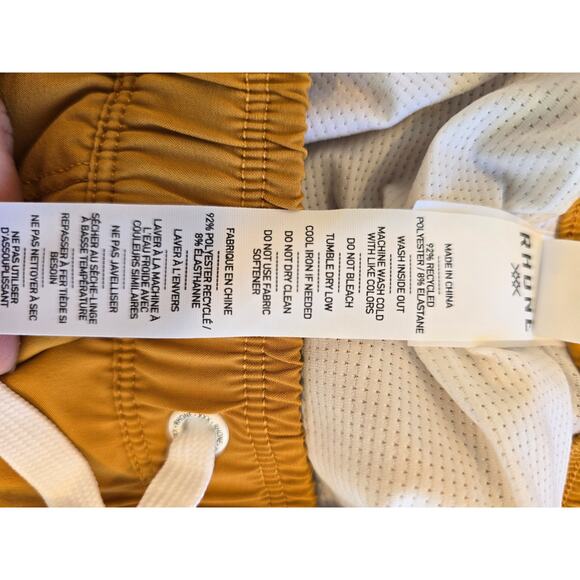 RHONE
MADE IN CHINA
92% RECYCLED
POLYESTER / 8% ELASTANE
WASH INSIDE OUT
MACHINE WASH COLD
WITH LIKE COLORS
DO NOT BLEACH
TUMBLE DRY LOW
COOL IRON IF NEEDED
DO NOT DRY CLEAN
DO NOT USE FABRIC
SOFTENER
FABRIQUE EN CHINE
92% POLYESTER RECYCLÉ /
8% ÉLASTHANNE
LAVER À L'ENVERS
LAVER À LA MACHINE À
L'EAU FROIDE AVEC
COULEURS SIMILAIRES
NE PAS JAVELLISER
SÉCHER AU SÈCHE-LINGE
À BASSE TEMPÉRATURE
REPASSER À FER TIÈDE SI
BESOIN
NE PAS NETTOYER À SEC
NE PAS UTILISER
D'ASSOUPLISSANT